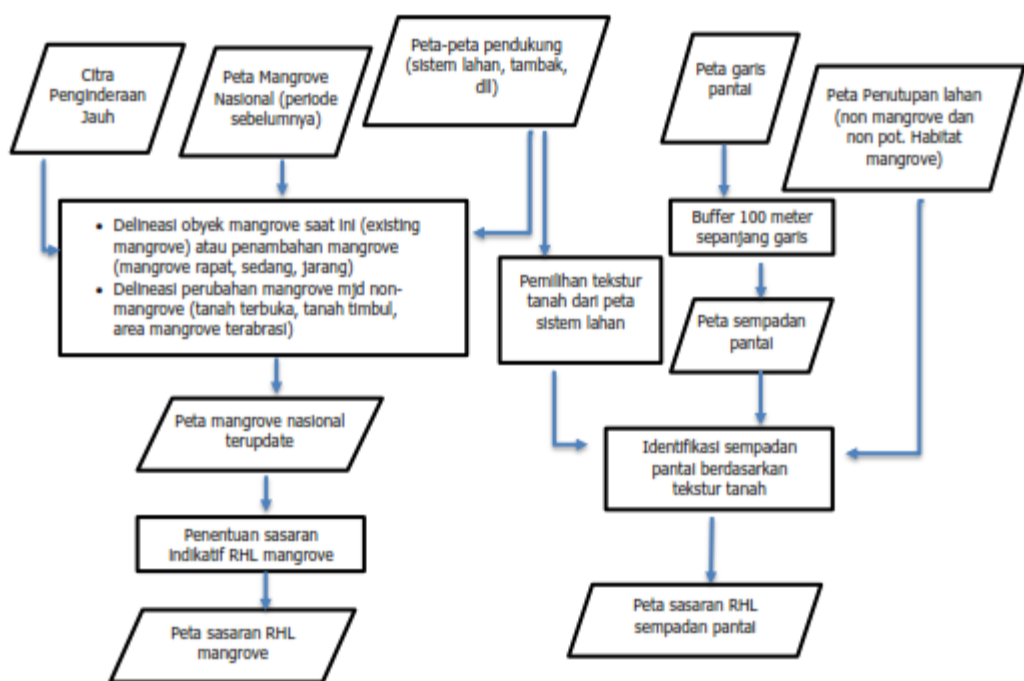 Citra
Penginderaan
Jauh
Peta Mangrove
Nasional (periode
sebelumnya)
Peta-peta pendukung
(sistem lahan, tambak,
dll)
Peta garis
pantai
Peta Penutupan lahan
(non mangrove dan
non pot. Habitat
mangrove)
• Delineasi obyek mangrove saat ini (existing
mangrove) atau penambahan mangrove
(mangrove rapat, sedang, jarang)
• Delineasi perubahan mangrove mjd non-
mangrove (tanah terbuka, tanah timbul,
area mangrove terabrasi)
Buffer 100 meter
sepanjang garis
Pemilihan tekstur
tanah dari peta
sistem lahan
Peta sempadan
pantai
Peta mangrove nasional
terupdate
Identifikasi sempadan
pantai berdasarkan
tekstur tanah
Penentuan sasaran
indikatif RHL mangrove
Peta sasaran RHL
mangrove
Peta sasaran RHL
sempadan pantai